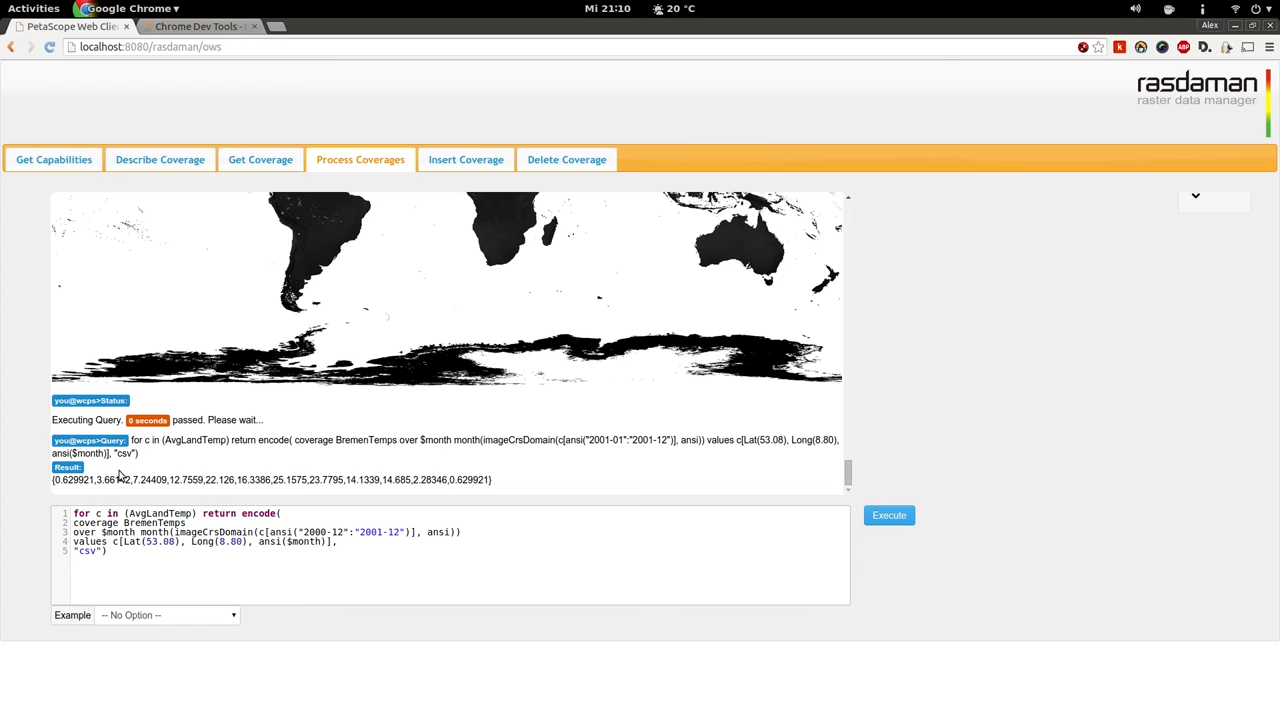 Activities Google Chrome ▾ Mi 21:10 20 °C
PetaScope Web Clie × Chrome Dev Tools - × Alex
localhost:8080/rasdaman/ows
rasdaman
raster data manager
Get Capabilities Describe Coverage Get Coverage Process Coverages Insert Coverage Delete Coverage
you@wcps>Status:
Executing Query. 0 seconds passed. Please wait...
you@wcps>Query: for c in (AvgLandTemp) return encode( coverage BremenTemps over $month month(imageCrsDomain(c[ansi("2001-01":"2001-12")], ansi)) values c[Lat(53.08), Long(8.80),
ansi($month)], "csv")
Result:
{0.629921,3.66142,7.24409,12.7559,22.126,16.3386,25.1575,23.7795,14.1339,14.685,2.28346,0.629921}
1 for c in (AvgLandTemp) return encode(
2 coverage BremenTemps
3 over $month month(imageCrsDomain(c[ansi("2000-12":"2001-12")], ansi))
4 values c[Lat(53.08), Long(8.80), ansi($month)],
5 "csv")
Execute
Example -- No Option --